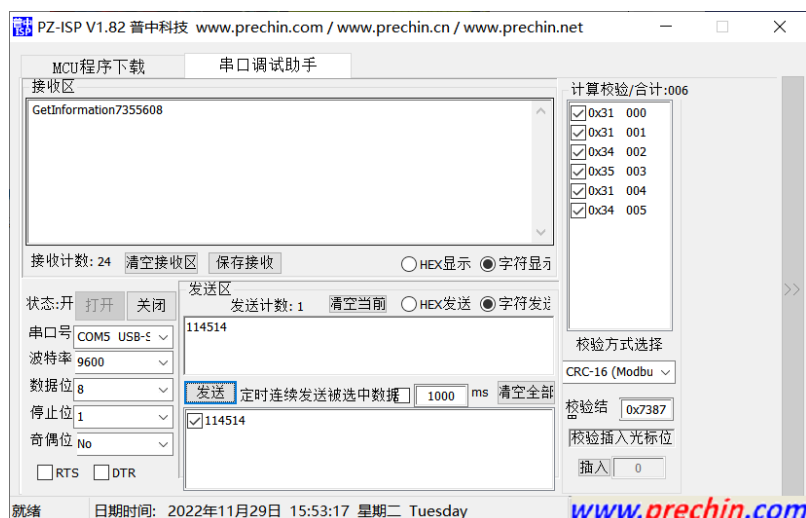 PZ-ISP V1.82 普中科技 www.prechin.com / www.prechin.cn / www.prechin.net
MCU程序下载
串口调试助手
接收区
GetInformation7355608
接收计数: 24
清空接收区
保存接收
HEX显示
字符显示
状态:开
打开
关闭
串口号
COM5 USB-S
波特率
9600
数据位
8
停止位
1
奇偶位
No
RTS
DTR
发送区
发送计数: 1
清空当前
HEX发送
字符发送
114514
发送
定时连续发送被选中数据
1000
ms
清空全部
114514
计算校验/合计:006
0x31 000
0x31 001
0x34 002
0x35 003
0x31 004
0x34 005
>>
校验方式选择
CRC-16 (Modbu
校验结
0x7387
校验插入光标位
插入
0
就绪
日期时间: 2022年11月29日 15:53:17 星期二 Tuesday
www.prechin.com